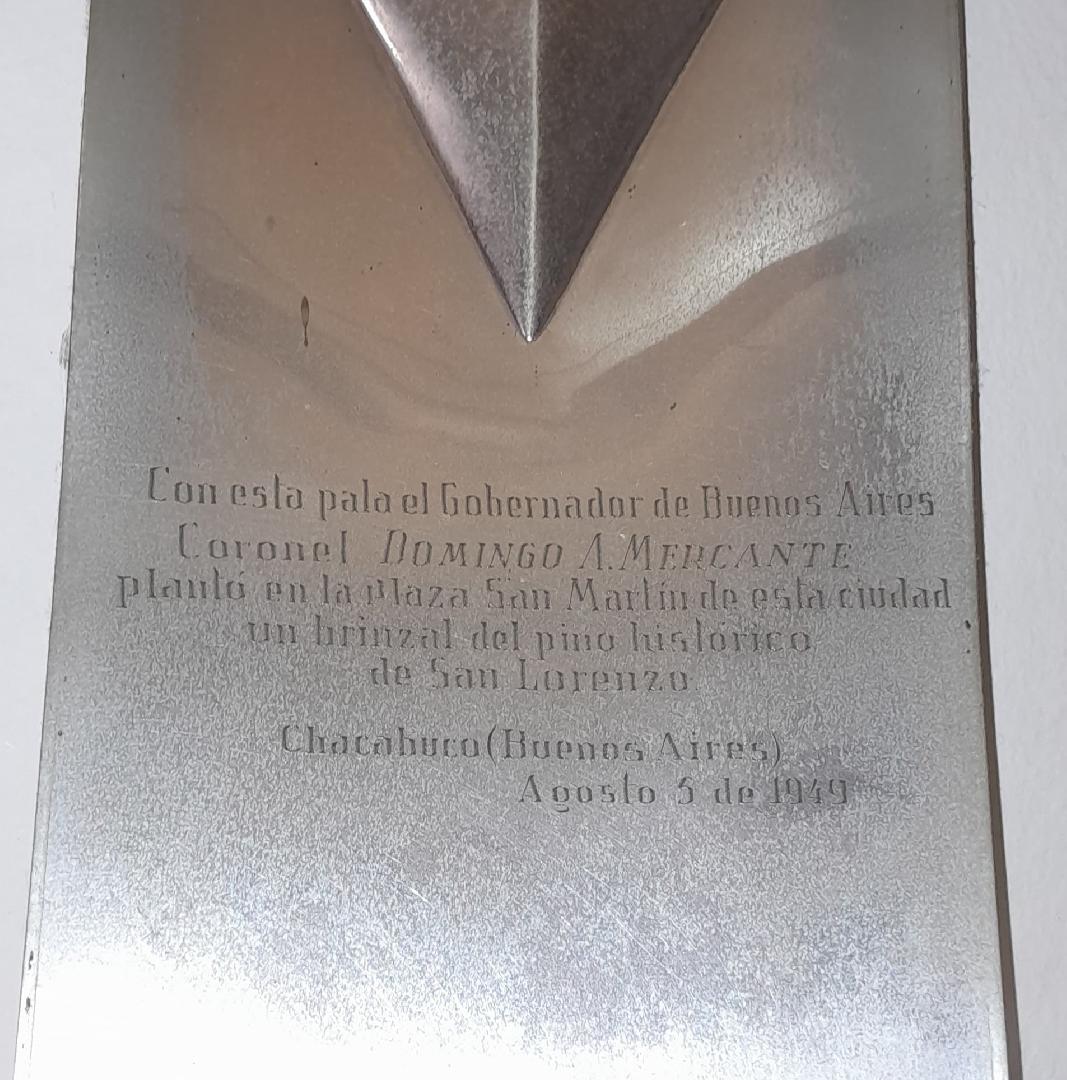 Con esta pala el Gobernador de Buenos Aires
Coronel DOMINGO A. MERCANTE
plantó en la plaza San Martín de esta ciudad
un brinzal del pino histórico
de San Lorenzo
Chacabuco (Buenos Aires)
Agosto 5 de 1949